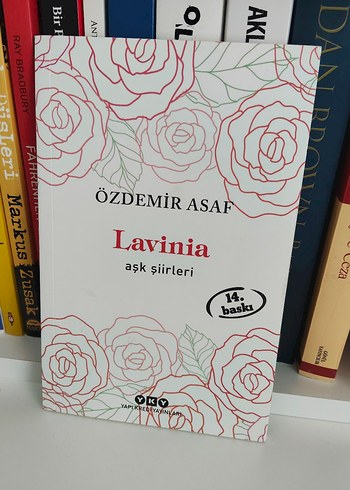 ÖZDEMİR ASAF
Lavinia
aşk şiirleri
14.
baskı
YKY
YAPI KREDİ YAYINLARI
RAY BRADBURY
FAHRENHEIT
Markus Zusak
DAN BROWN